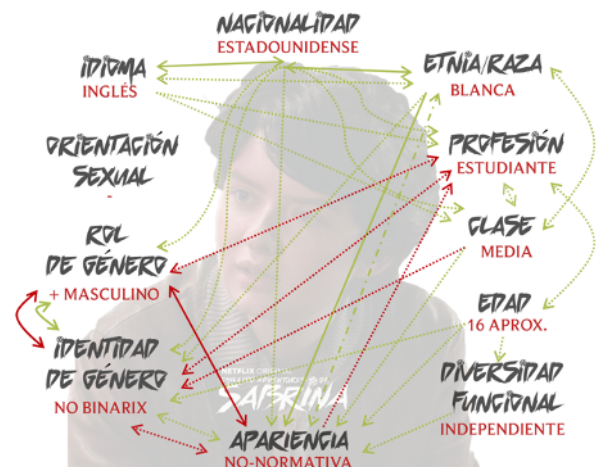 NACIONALIDAD
ESTADOUNIDENSE
IDIOMA
INGLÉS
ETNIA/RAZA
BLANCA
ORIENTACIÓN
SEXUAL
-
PROFESIÓN
ESTUDIANTE
ROL
DE GÉNERO
+ MASCULINO
CLASE
MEDIA
EDAD
16 APROX.
IDENTIDAD
DE GÉNERO
NO BINARIX
DIVERSIDAD
FUNCIONAL
INDEPENDIENTE
NETFLIX ORIGINAL
SABRINA
APARIENCIA
NO-NORMATIVA